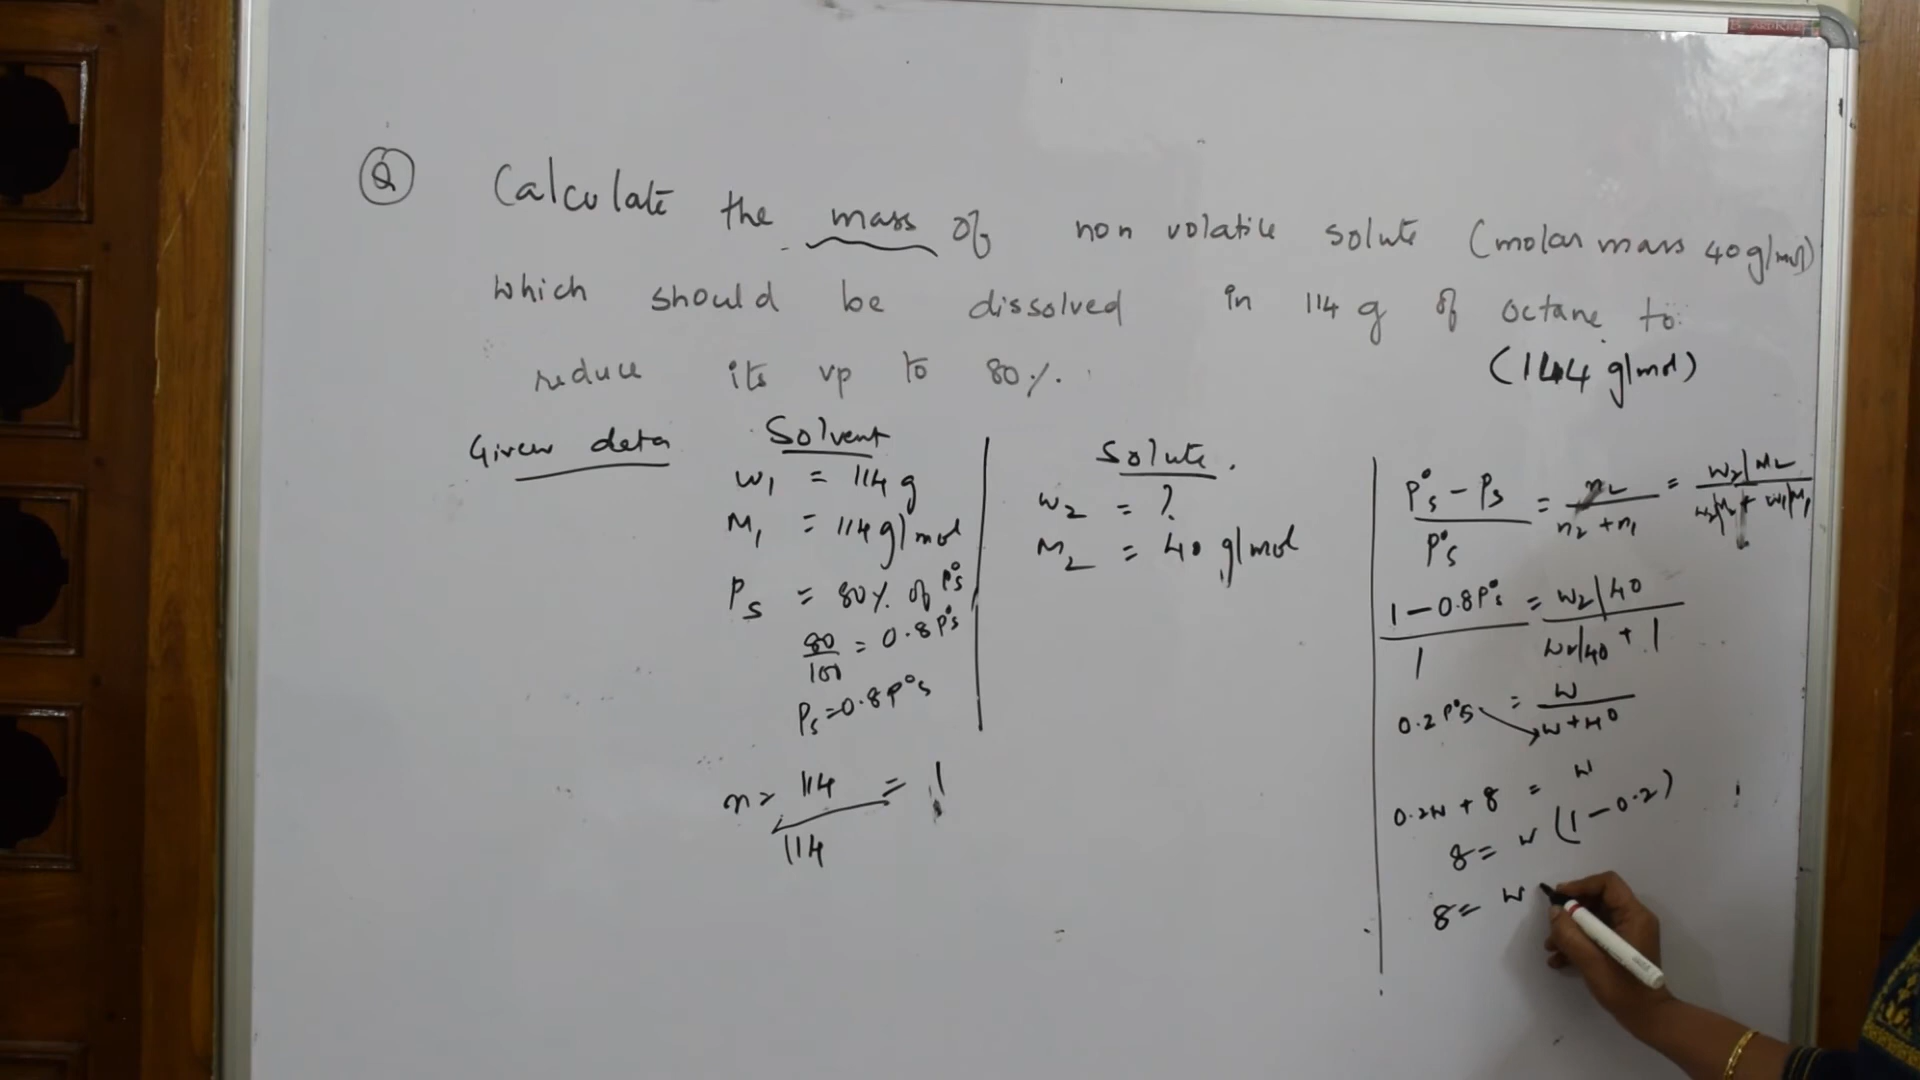 Q Calculate the mass of non volatile solute (molar mass 40 g/mol)
which should be dissolved in 114 g of octane to
reduce its vp to 80%.
(114 g/mol)
Given data
Solvent
w₁ = 114 g
M₁ = 114 g/mol
Ps = 80% of P°s
80/100 = 0.8 P°s
Ps = 0.8 P°s
n = 114/114 = 1
Solute.
w₂ = ?
M₂ = 40 g/mol
P°s - Ps / P°s = n₂ / n₂ + n₁ = w₂/M₂ / w₂/M₂ + w₁/M₁
1 - 0.8P°s / 1 = w₂/40 / w₂/40 + 1
0.2 P°s = w / w + 40
0.2w + 8 = w
8 = w (1 - 0.2)
8 = w